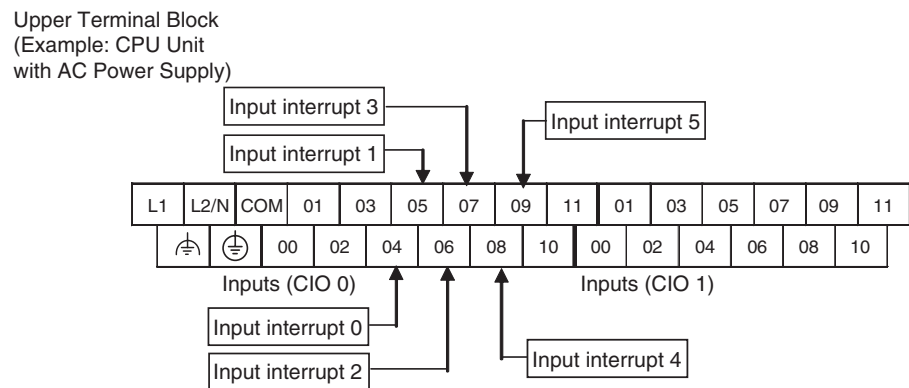 Upper Terminal Block
(Example: CPU Unit
with AC Power Supply)
Input interrupt 3
Input interrupt 5
Input interrupt 1
L1 L2/N COM 01 03 05 07 09 11 01 03 05 07 09 11
00 02 04 06 08 10 00 02 04 06 08 10
Inputs (CIO 0) Inputs (CIO 1)
Input interrupt 0
Input interrupt 2
Input interrupt 4